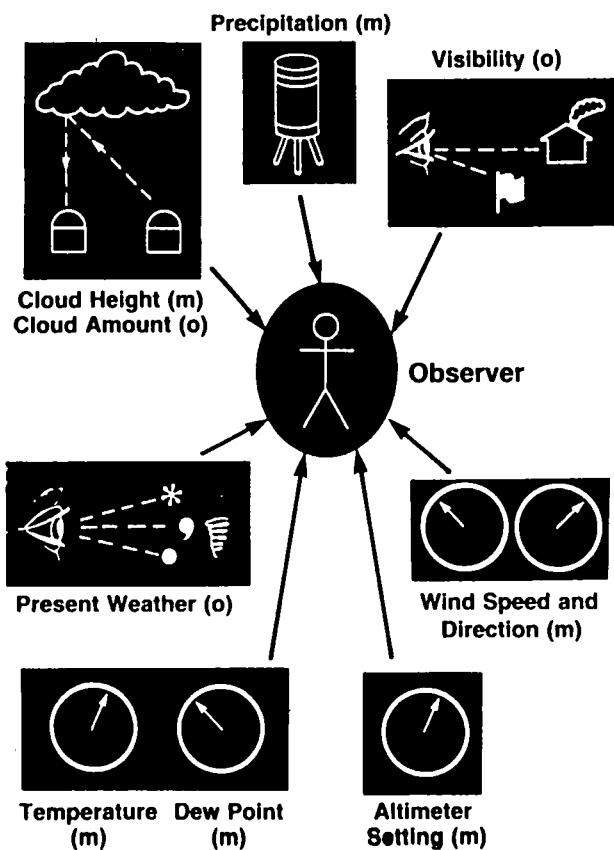 Precipitation (m)
Visibility (o)
Cloud Height (m)
Cloud Amount (o)
Observer
Present Weather (o)
Wind Speed and
Direction (m)
Temperature
(m)
Dew Point
(m)
Altimeter
Setting (m)